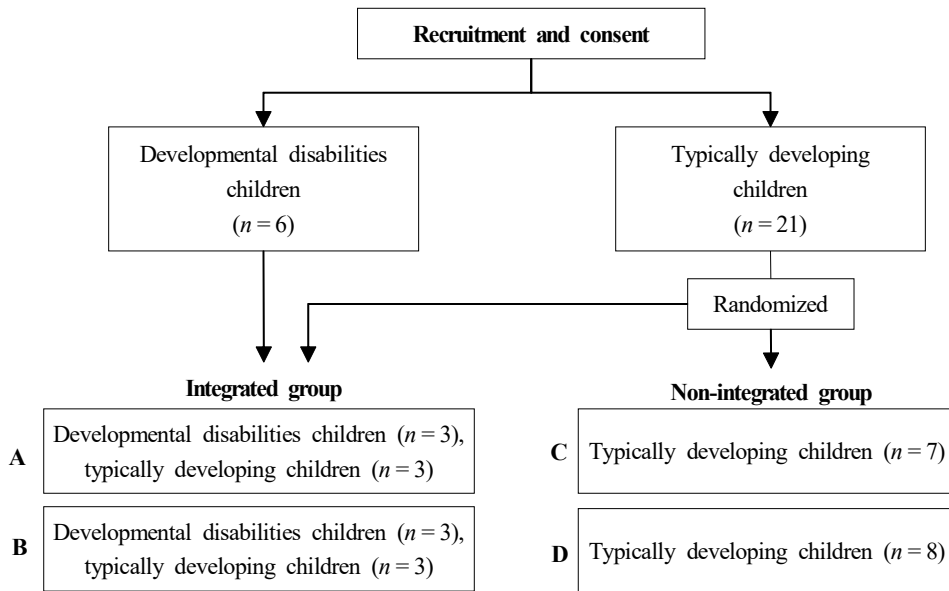 Recruitment and consent
Developmental disabilities
children
(n = 6)
Typically developing
children
(n = 21)
Randomized
Integrated group
Non-integrated group
A
Developmental disabilities children (n = 3),
typically developing children (n = 3)
C
Typically developing children (n = 7)
B
Developmental disabilities children (n = 3),
typically developing children (n = 3)
D
Typically developing children (n = 8)